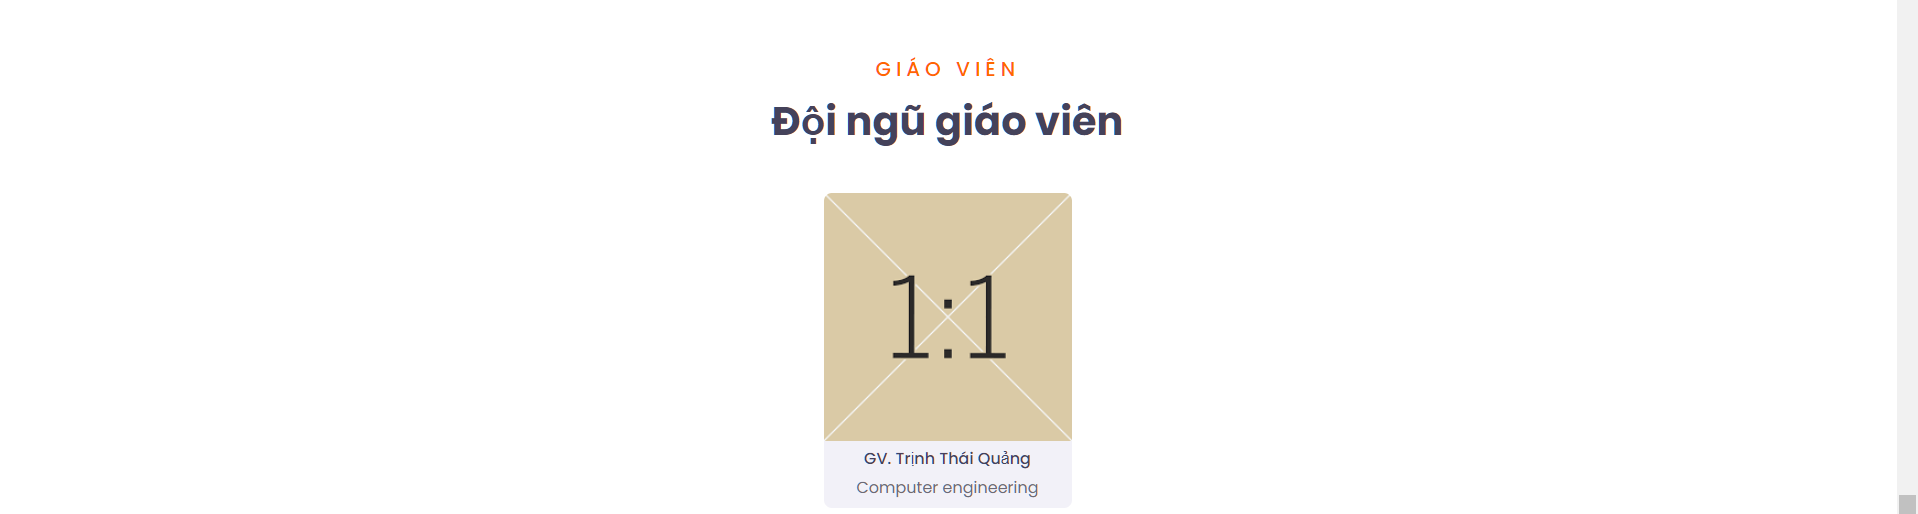 GIÁO VIÊN
Đội ngũ giáo viên
1:1
GV. Trịnh Thái Quảng
Computer engineering